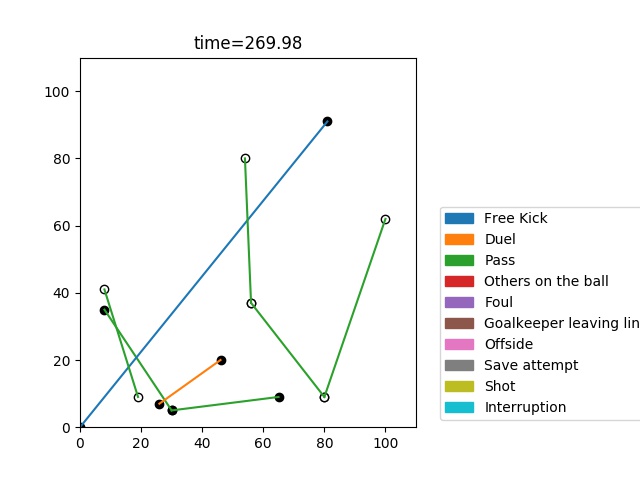 time=269.98
100
80
60
40
20
0
0 20 40 60 80 100
Free Kick
Duel
Pass
Others on the ball
Foul
Goalkeeper leaving lin
Offside
Save attempt
Shot
Interruption